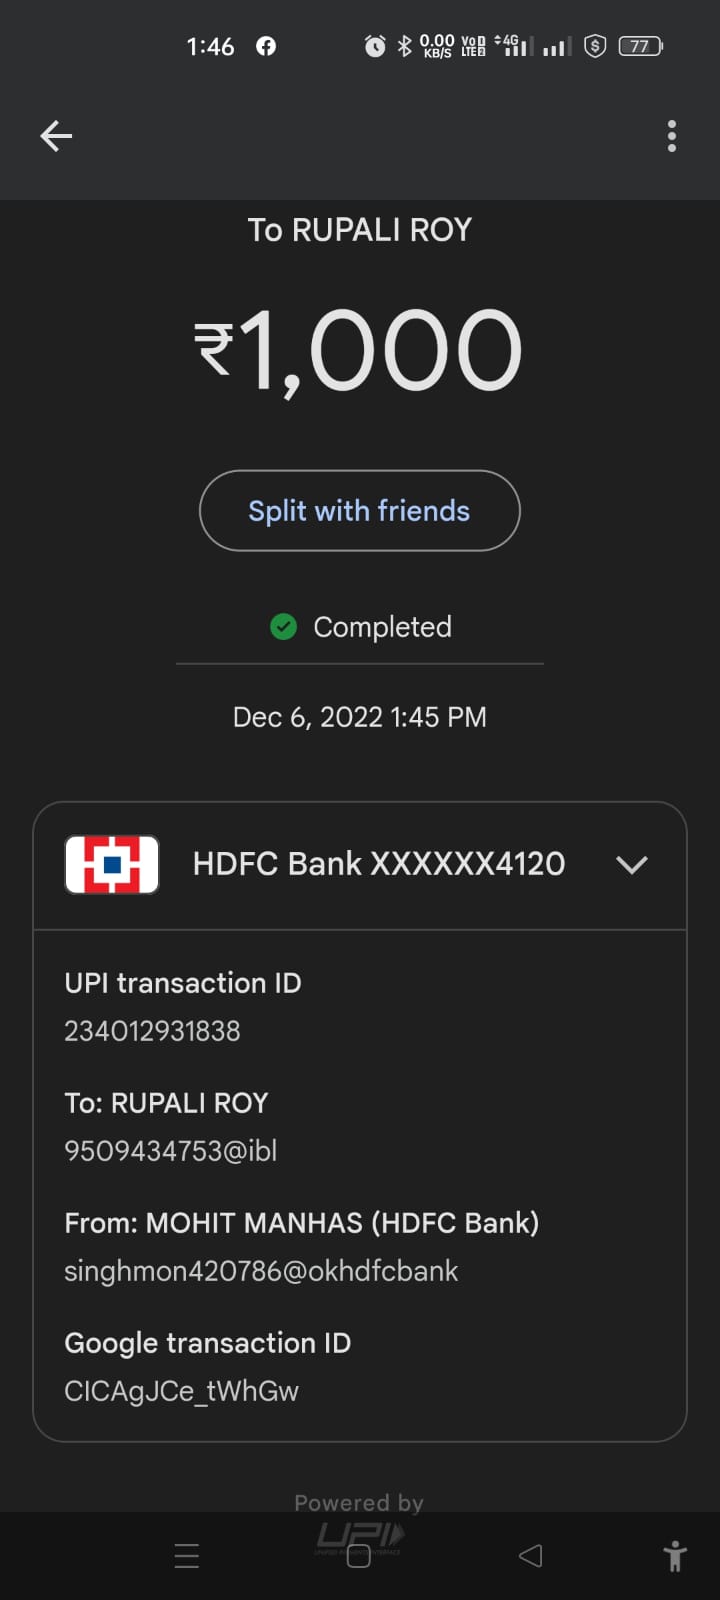 1:46
0.00 KB/S
VoD LTE2
4G
77
To RUPALI ROY
₹1,000
Split with friends
Completed
Dec 6, 2022 1:45 PM
HDFC Bank XXXXXX4120
UPI transaction ID
234012931838
To: RUPALI ROY
9509434753@ibl
From: MOHIT MANHAS (HDFC Bank)
singhmon420786@okhdfcbank
Google transaction ID
CICAgJCe_tWhGw
Powered by
UPI